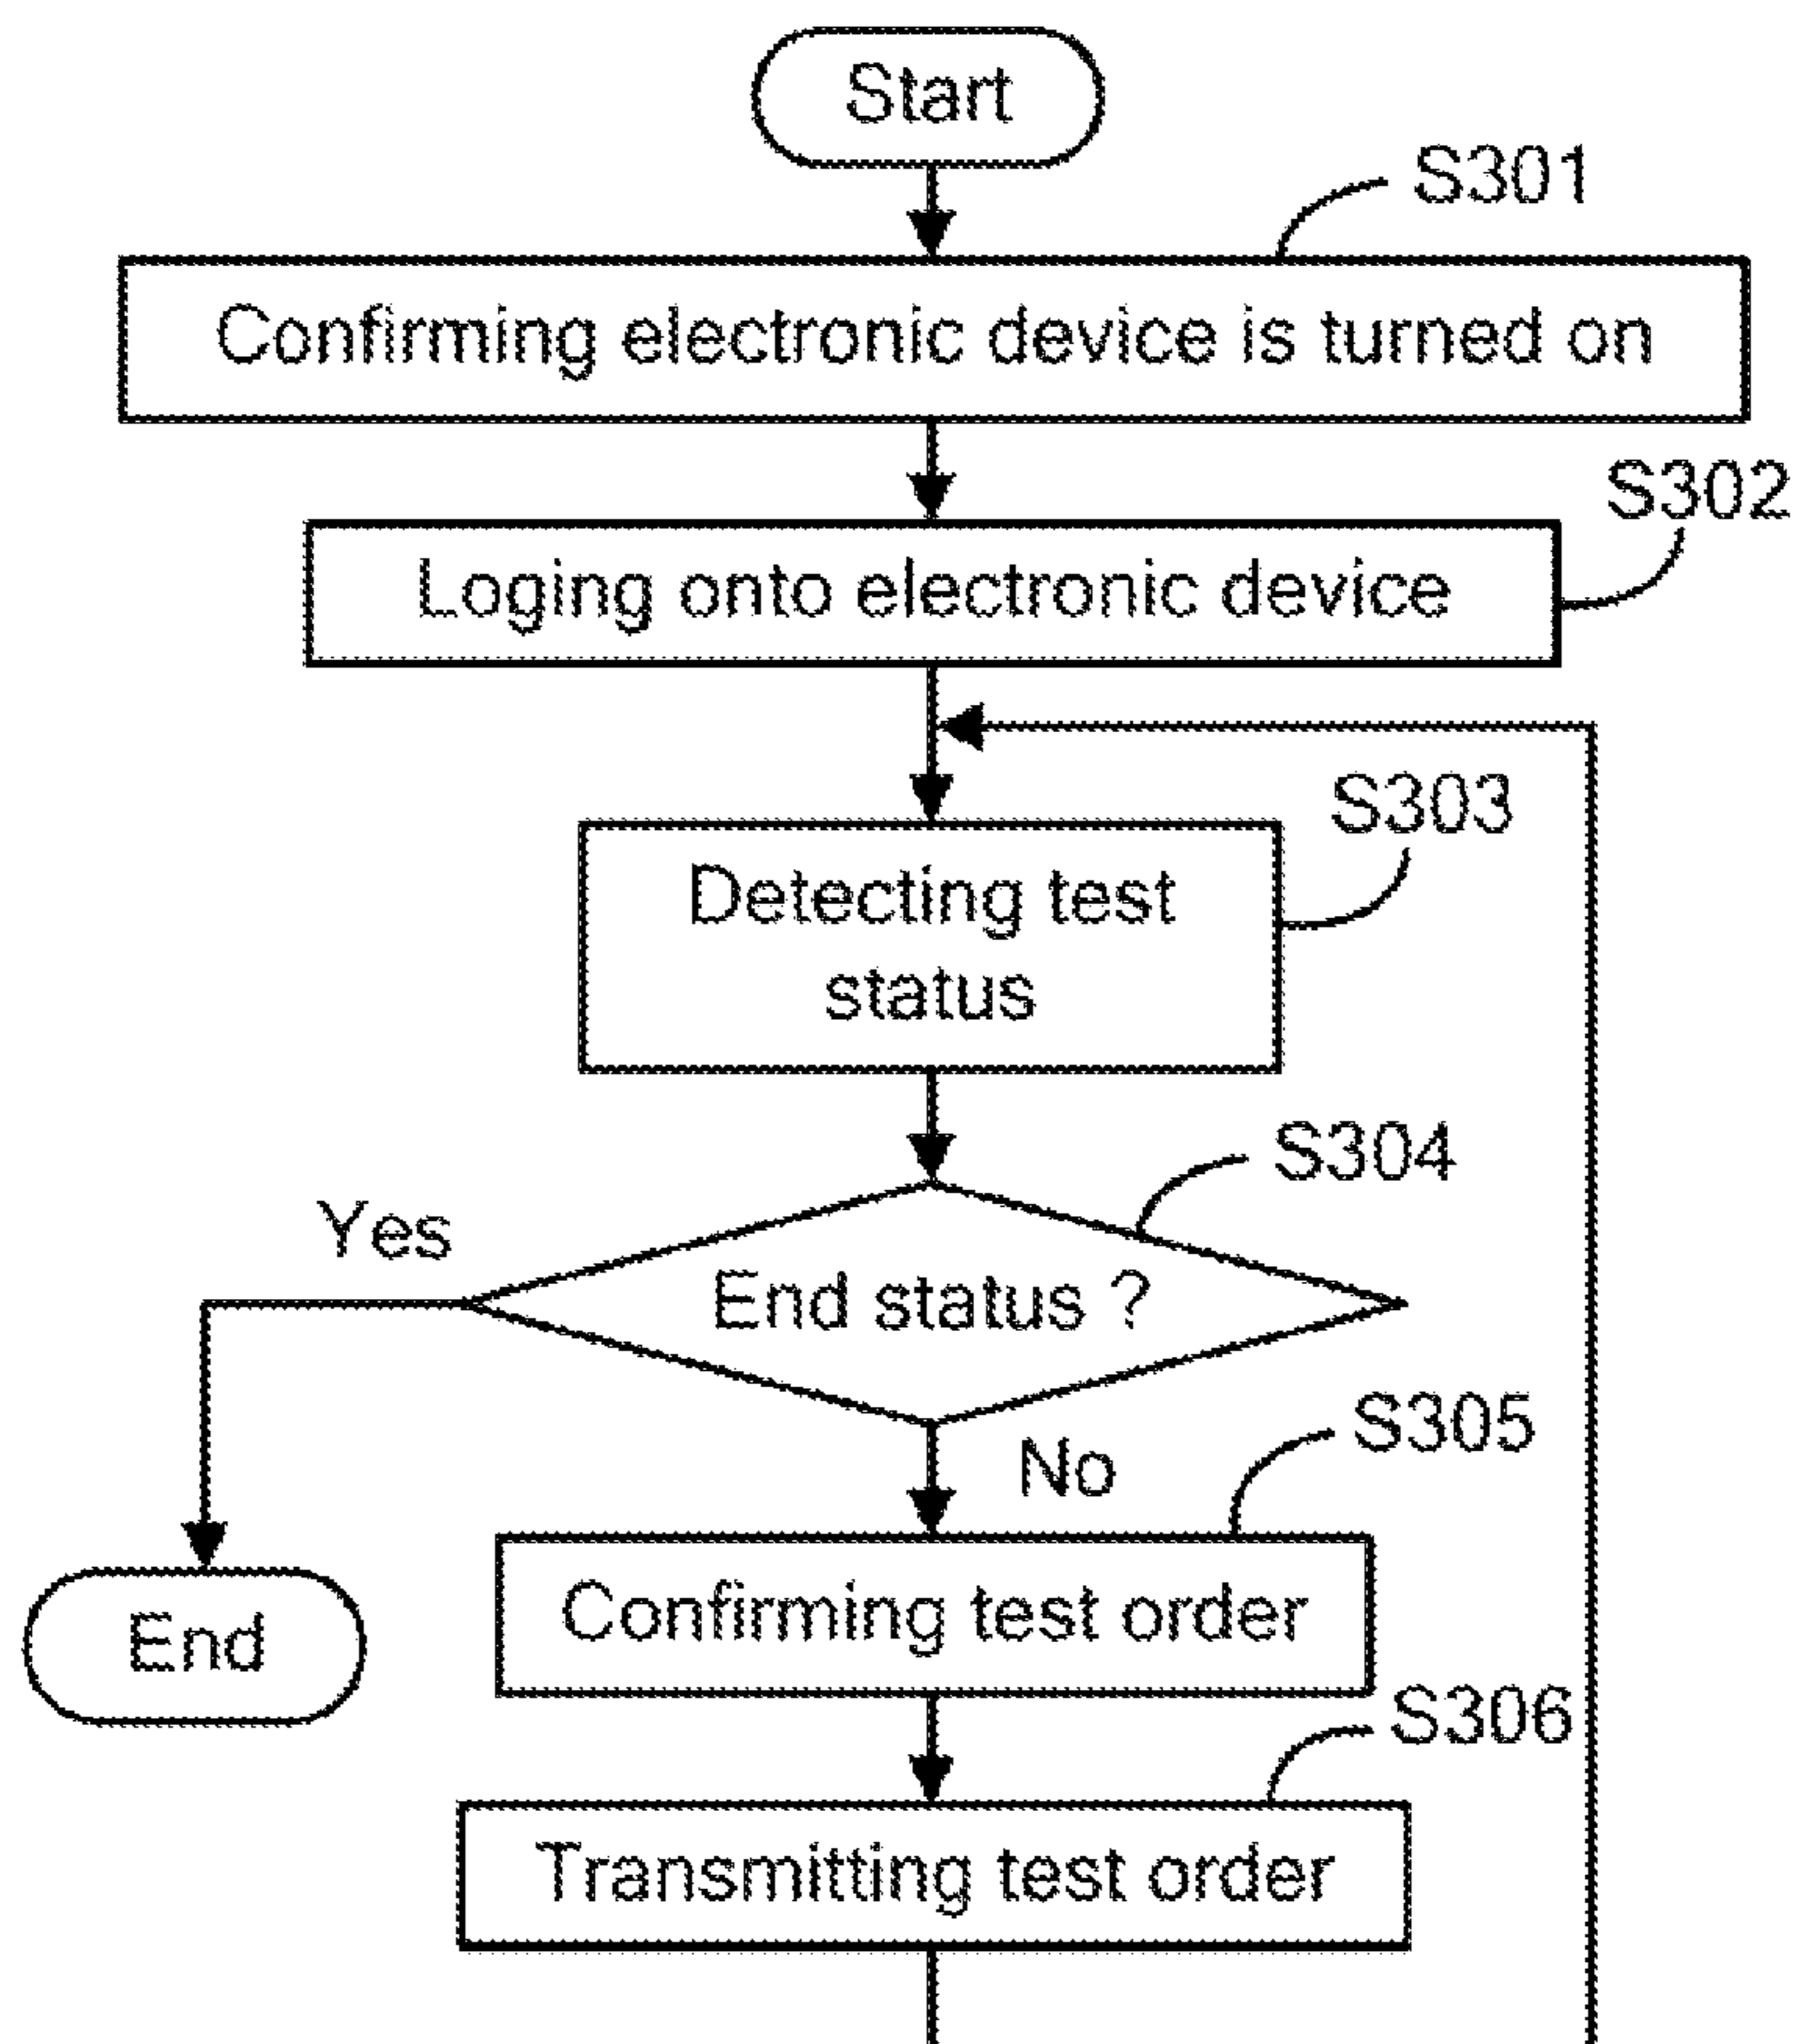 Start
S301
Confirming electronic device is turned on
S302
Loging onto electronic device
S303
Detecting test
status
S304
Yes
End status ?
S305
No
Confirming test order
End
S306
Transmitting test order